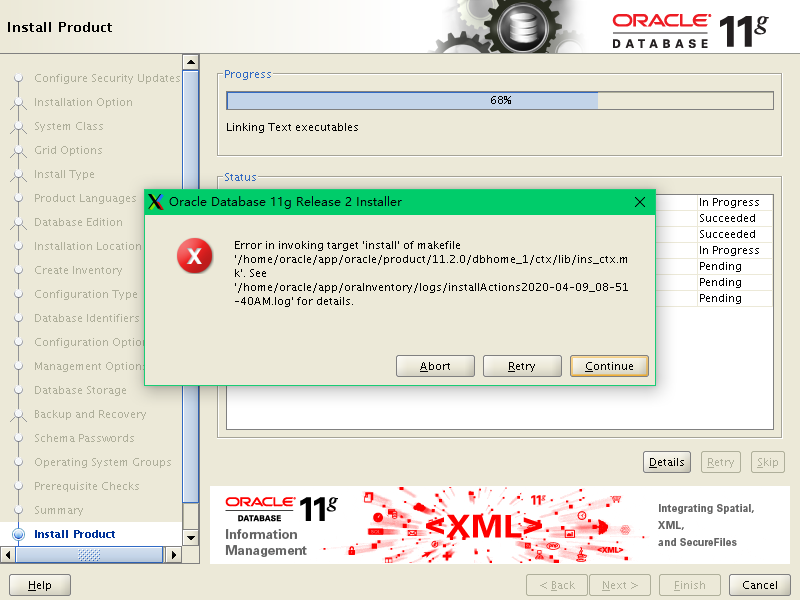 Install Product
ORACLE
DATABASE
11g
Configure Security Updates
Installation Option
System Class
Grid Options
Install Type
Product Languages
Database Edition
Installation Location
Create Inventory
Configuration Type
Database Identifiers
Configuration Option
Management Options
Database Storage
Backup and Recovery
Schema Passwords
Operating System Groups
Prerequisite Checks
Summary
Install Product
Progress
68%
Linking Text executables
Status
In Progress
Succeeded
Succeeded
In Progress
Pending
Pending
Pending
Oracle Database 11g Release 2 Installer
Error in invoking target 'install' of makefile
'/home/oracle/app/oracle/product/11.2.0/dbhome_1/ctx/lib/ins_ctx.m
k'. See
'/home/oracle/app/oraInventory/logs/installActions2020-04-09_08-51
-40AM.log' for details.
Abort
Retry
Continue
Details
Retry
Skip
ORACLE
DATABASE
11g
Information
Management
11g
<XML>
<XML>
Integrating Spatial,
XML,
and SecureFiles
Help
< Back
Next >
Finish
Cancel